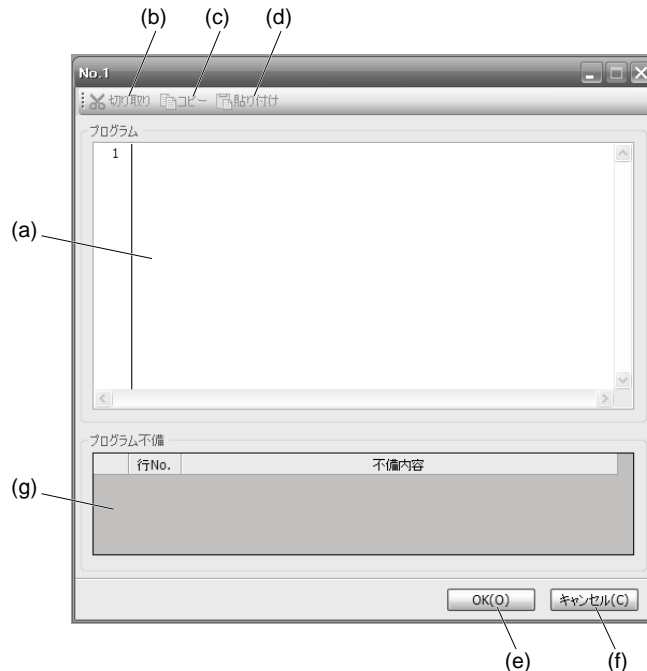 (b) (c) (d)
No.1
切り取り コピー 貼り付け
プログラム
1
(a)
プログラム不備
行No. 不備内容
(g)
OK(O) キャンセル(C)
(e) (f)